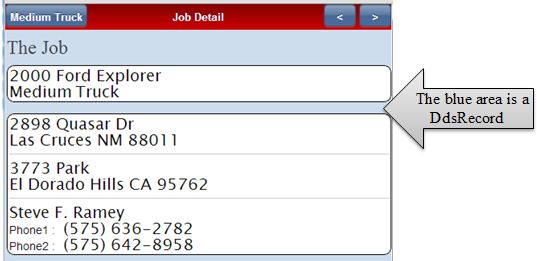 Medium Truck Job Detail < >
The Job
2000 Ford Explorer
Medium Truck
The blue area is a
DdsRecord
2898 Quasar Dr
Las Cruces NM 88011
3773 Park
El Dorado Hills CA 95762
Steve F. Ramey
Phone1 : (575) 636-2782
Phone2 : (575) 642-8958